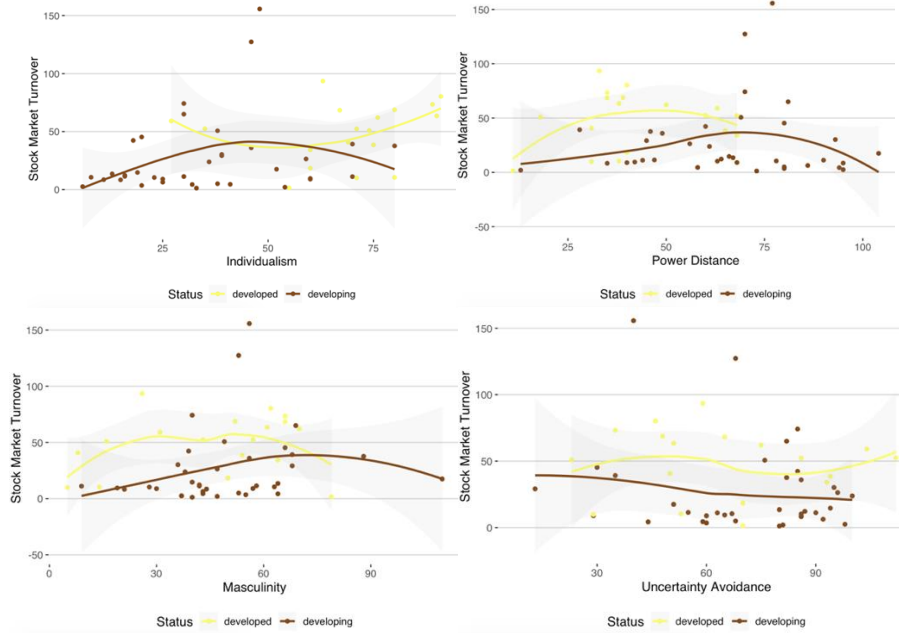 150
100
50
0
Stock Market Turnover
25
50
75
Individualism
Status developed developing
150
100
50
0
-50
Stock Market Turnover
25
50
75
100
Power Distance
Status developed developing
150
100
50
0
-50
Stock Market Turnover
0
30
60
90
Masculinity
Status developed developing
150
100
50
0
Stock Market Turnover
30
60
90
Uncertainty Avoidance
Status developed developing